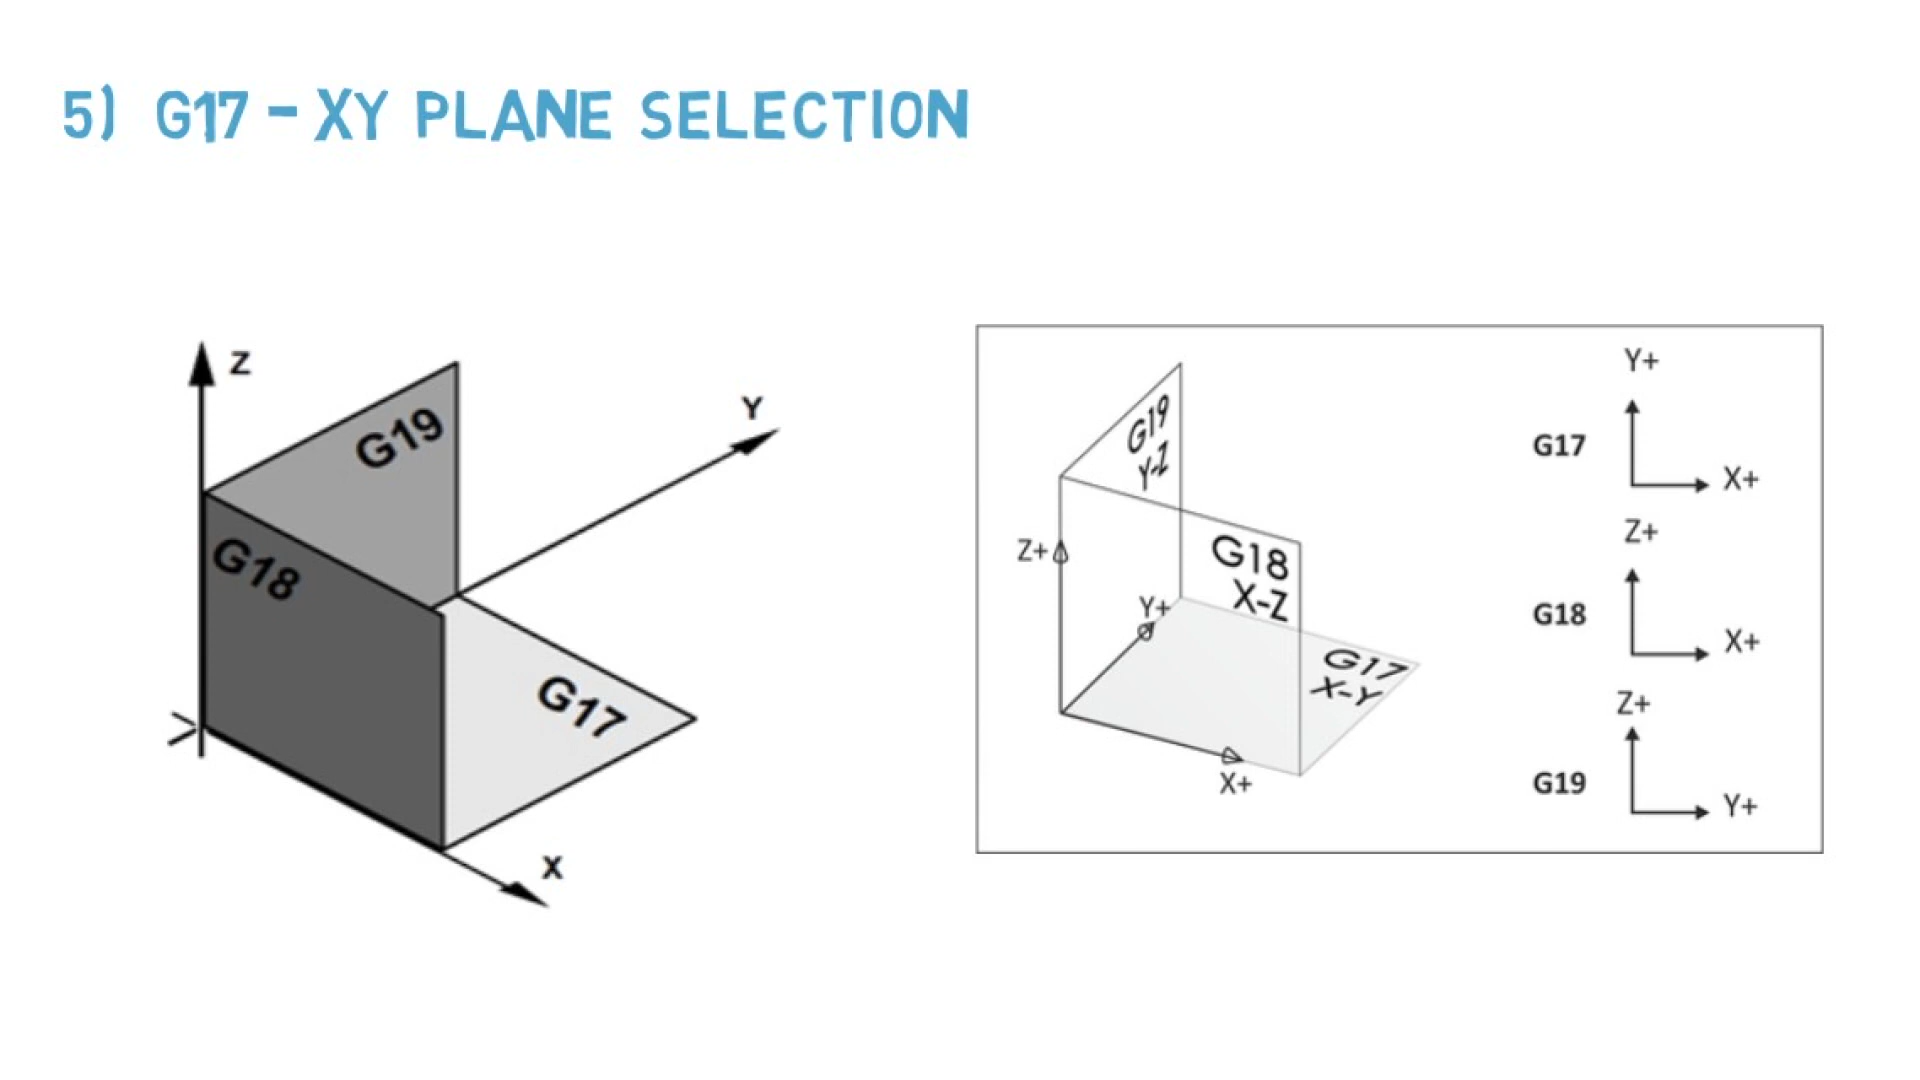 5) G17 - XY PLANE SELECTION
Z
G19
Y
G18
G17
X
G19
Y-Z
Z+
G18
X-Z
Y+
G17
X-Y
X+
Y+
G17
X+
Z+
G18
X+
Z+
G19
Y+